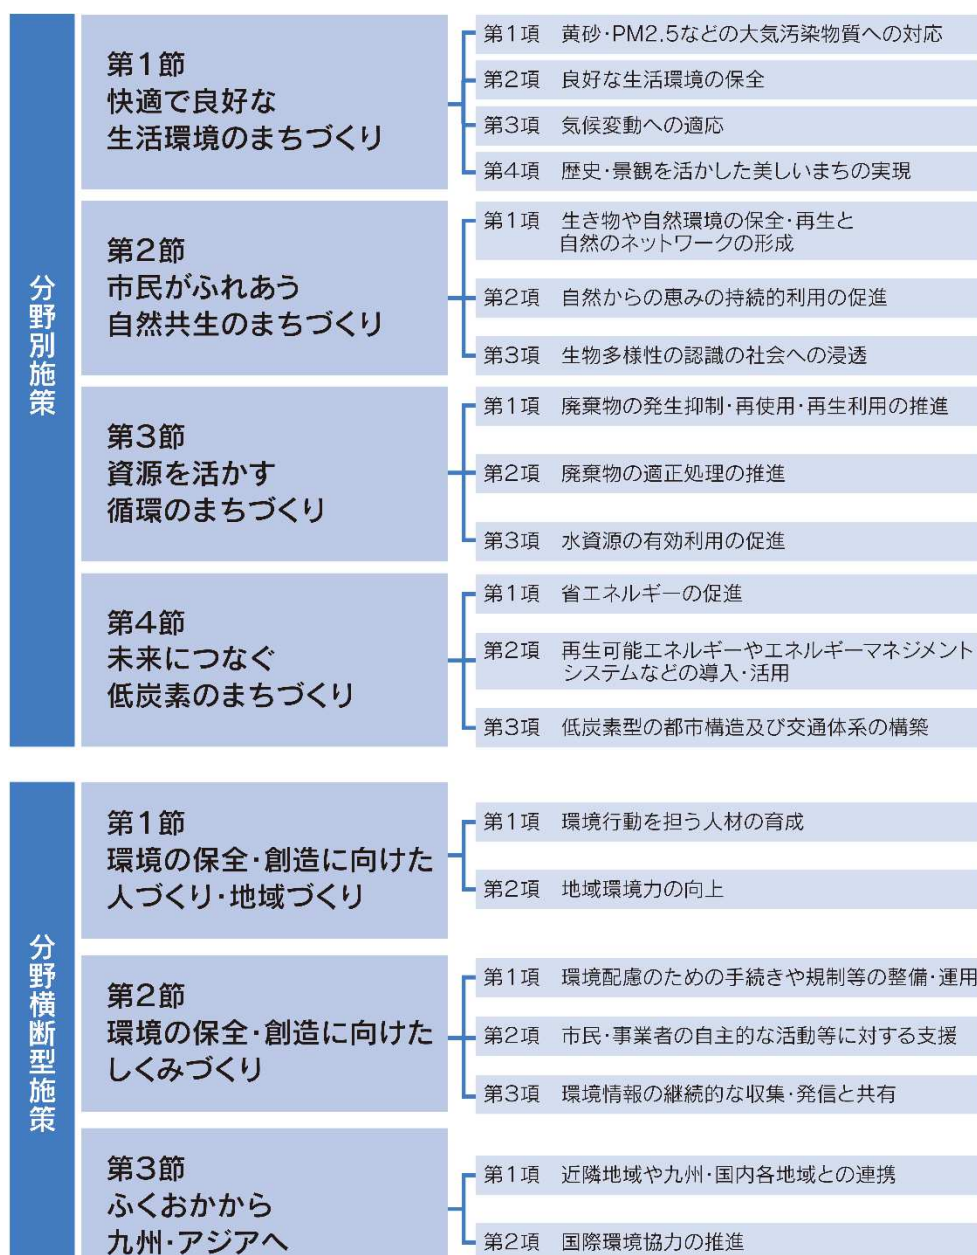 分野別施策
第1節
快適で良好な
生活環境のまちづくり
第1項 黄砂・PM2.5などの大気汚染物質への対応
第2項 良好な生活環境の保全
第3項 気候変動への適応
第4項 歴史・景観を活かした美しいまちの実現
第2節
市民がふれあう
自然共生のまちづくり
第1項 生き物や自然環境の保全・再生と
自然のネットワークの形成
第2項 自然からの恵みの持続的利用の促進
第3項 生物多様性の認識の社会への浸透
第3節
資源を活かす
循環のまちづくり
第1項 廃棄物の発生抑制・再使用・再生利用の推進
第2項 廃棄物の適正処理の推進
第3項 水資源の有効利用の促進
第4節
未来につなぐ
低炭素のまちづくり
第1項 省エネルギーの促進
第2項 再生可能エネルギーやエネルギーマネジメント
システムなどの導入・活用
第3項 低炭素型の都市構造及び交通体系の構築
分野横断型施策
第1節
環境の保全・創造に向けた
人づくり・地域づくり
第1項 環境行動を担う人材の育成
第2項 地域環境力の向上
第2節
環境の保全・創造に向けた
しくみづくり
第1項 環境配慮のための手続きや規制等の整備・運用
第2項 市民・事業者の自主的な活動等に対する支援
第3項 環境情報の継続的な収集・発信と共有
第3節
ふくおかから
九州・アジアへ
第1項 近隣地域や九州・国内各地域との連携
第2項 国際環境協力の推進